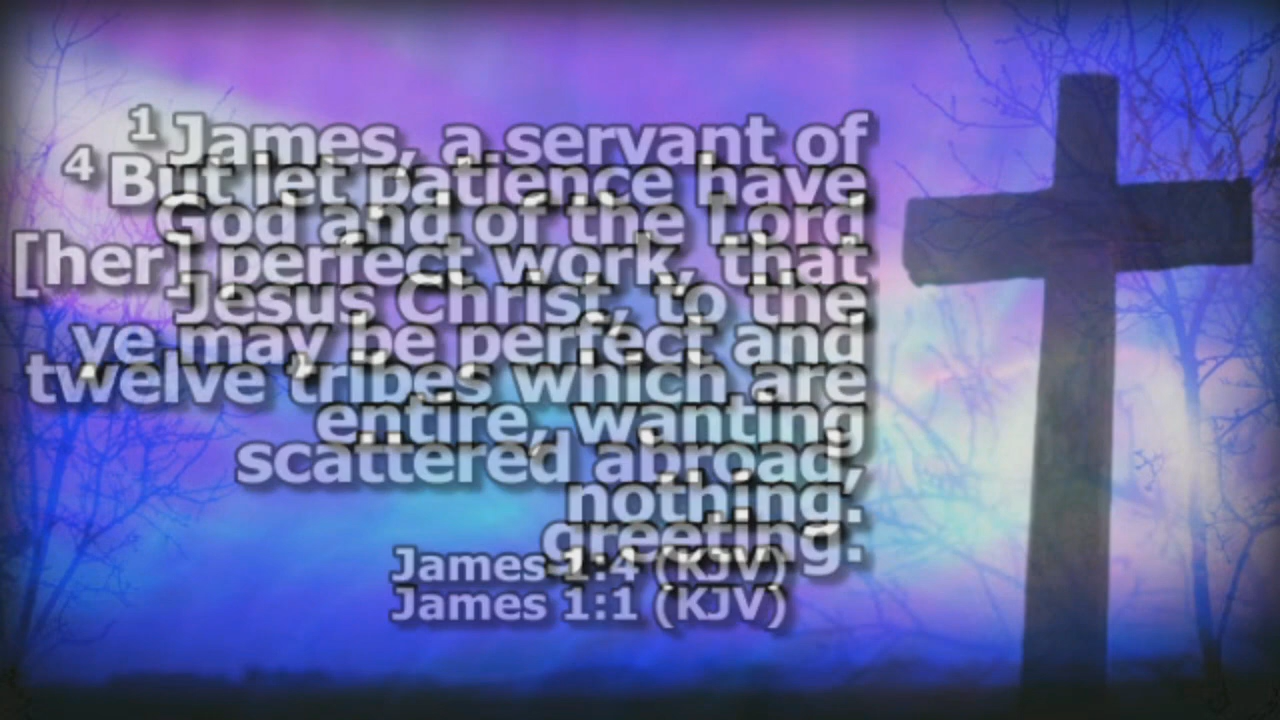 1 James, a servant of
4 But let patience have
God and of the Lord
[her] perfect work, that
Jesus Christ, to the
ye may be perfect and
twelve tribes which are
entire, wanting
scattered abroad,
nothing.
greeting.
James 1:4 (KJV)
James 1:1 (KJV)